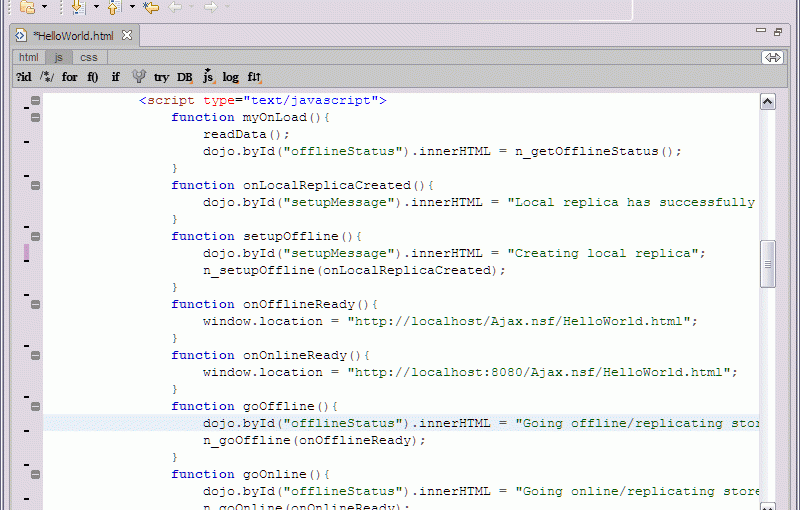 *HelloWorld.html
html js css
?id /*/ for f() if try DB js log f
<script type="text/javascript">
function myOnLoad(){
readData();
dojo.byId("offlineStatus").innerHTML = n_getOfflineStatus();
}
function onLocalReplicaCreated(){
dojo.byId("setupMessage").innerHTML = "Local replica has successfully
}
function setupOffline(){
dojo.byId("setupMessage").innerHTML = "Creating local replica";
n_setupOffline(onLocalReplicaCreated);
}
function onOfflineReady(){
window.location = "http://localhost/Ajax.nsf/HelloWorld.html";
}
function onOnlineReady(){
window.location = "http://localhost:8080/Ajax.nsf/HelloWorld.html";
}
function goOffline(){
dojo.byId("offlineStatus").innerHTML = "Going offline/replicating stor
n_goOffline(onOfflineReady);
}
function goOnline(){
dojo.byId("offlineStatus").innerHTML = "Going online/replicating store
n_goOnline(onOnlineReady);